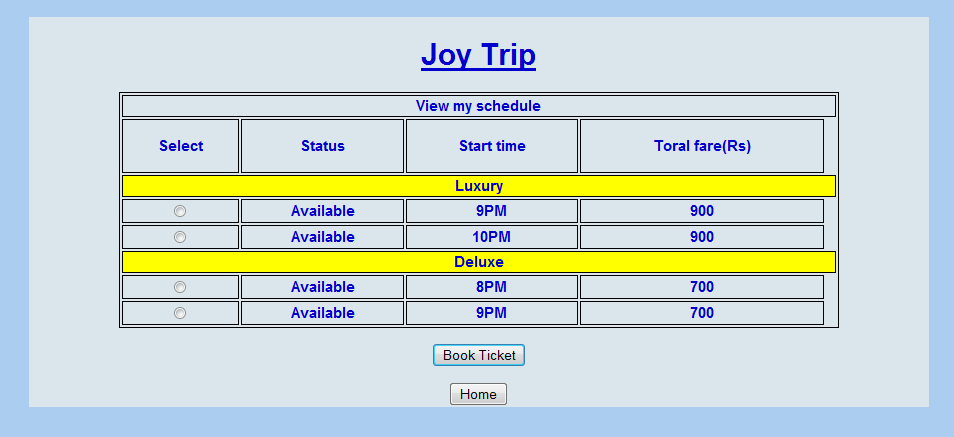 Joy Trip
View my schedule
Select Status Start time Toral fare(Rs)
Luxury
Available 9PM 900
Available 10PM 900
Deluxe
Available 8PM 700
Available 9PM 700
Book Ticket
Home